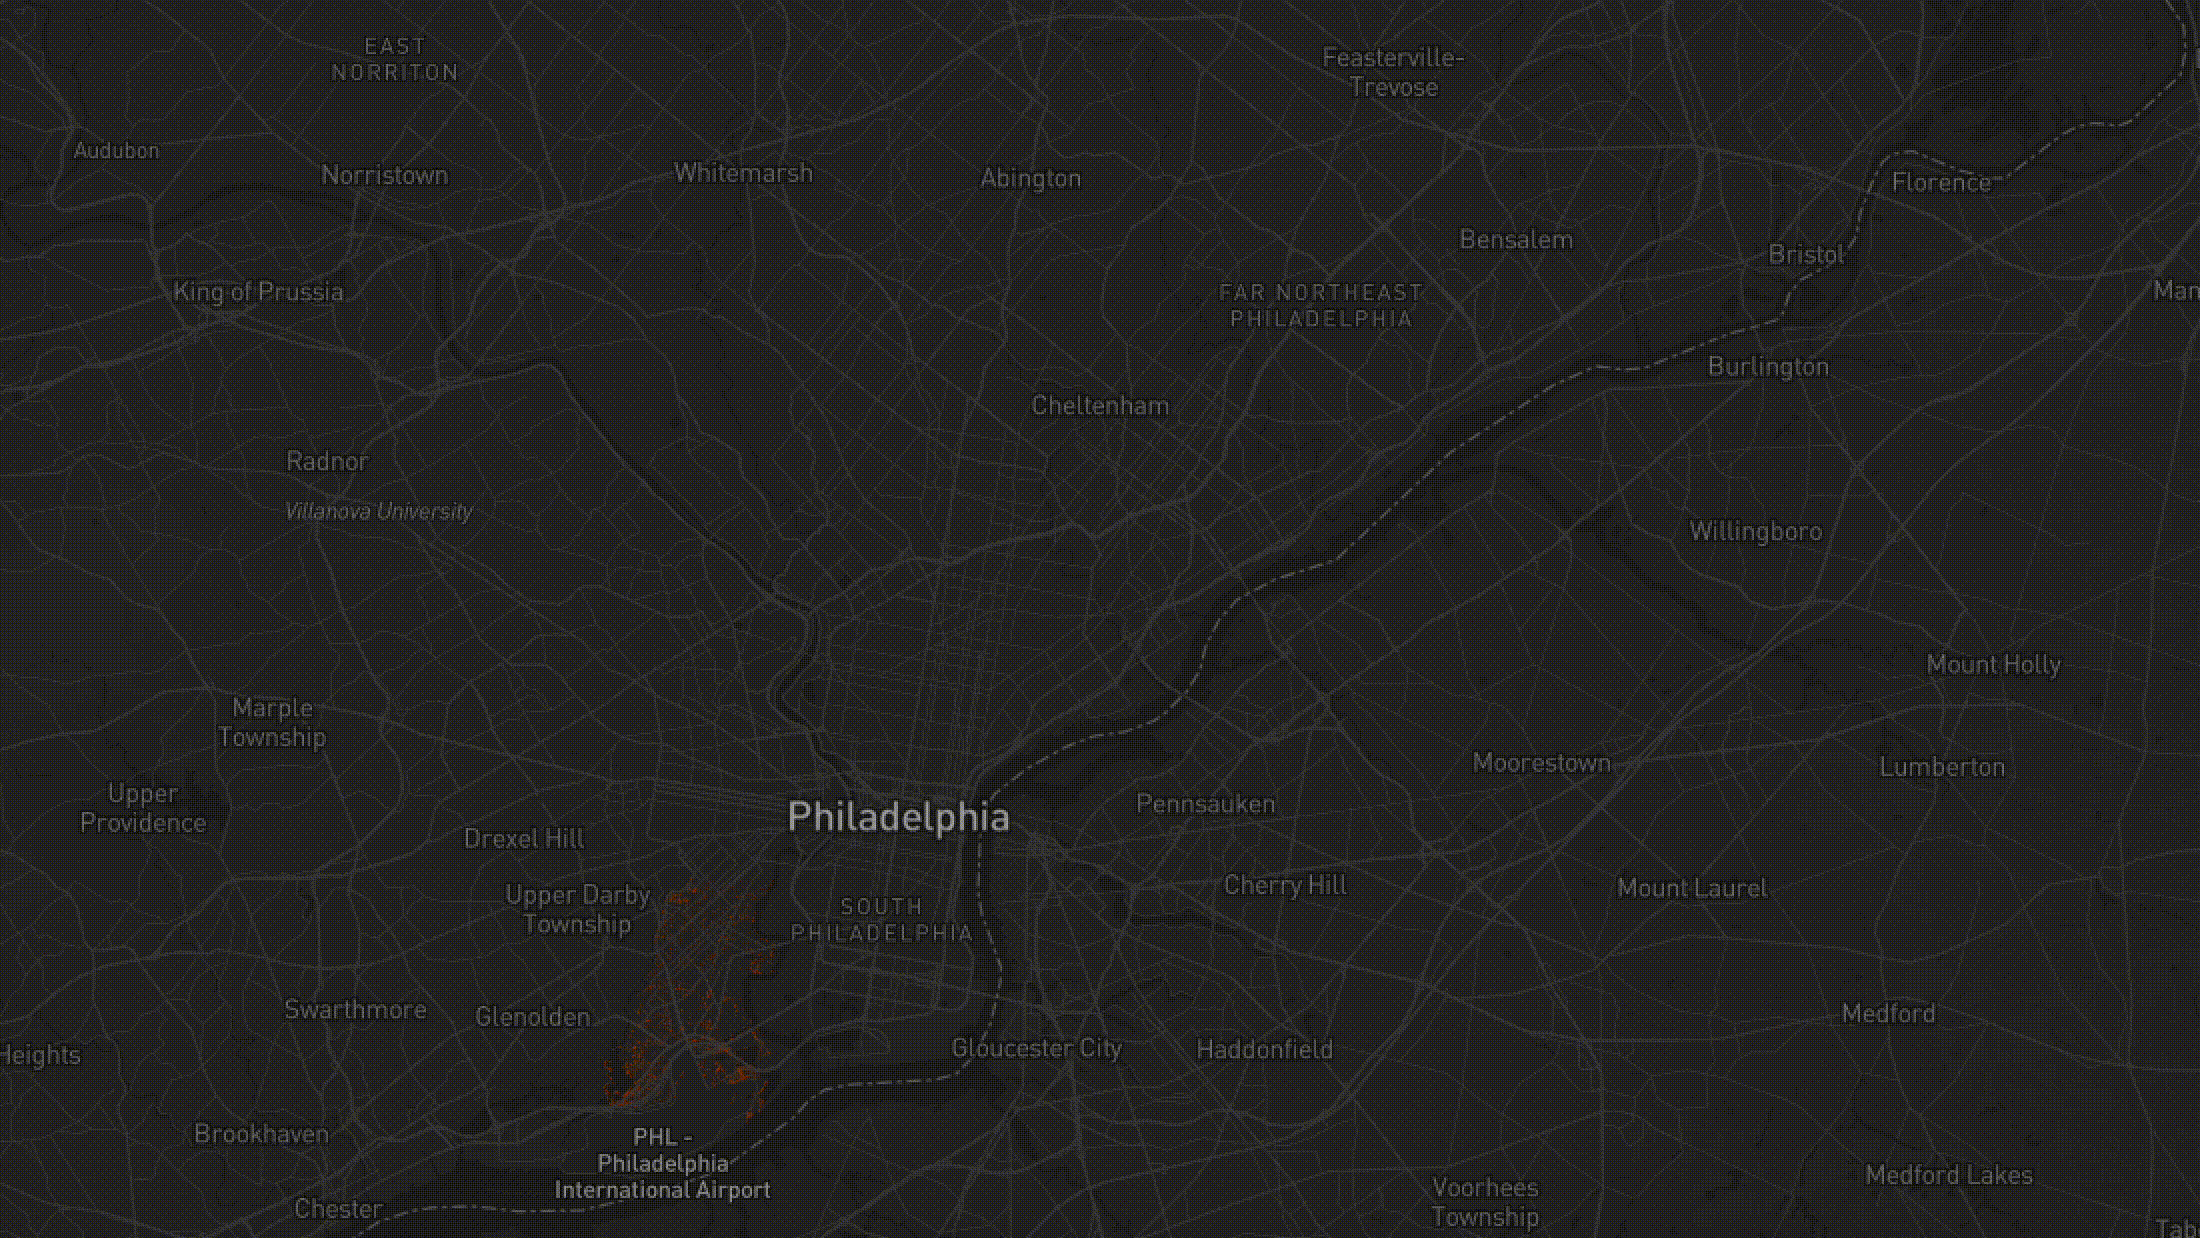 EAST
NORRITON
Feasterville-
Trevose
Audubon
Norristown
Whitemarsh
Abington
Florence
Bensalem
Bristol
King of Prussia
FAR NORTHEAST
PHILADELPHIA
Man
Burlington
Cheltenham
Radnor
Villanova University
Willingboro
Mount Holly
Marple
Township
Moorestown
Lumberton
Upper
Providence
Philadelphia
Pennsauken
Drexel Hill
Cherry Hill
Mount Laurel
Upper Darby
Township
SOUTH
PHILADELPHIA
Swarthmore
Glenolden
Medford
Heights
Gloucester City
Haddonfield
Brookhaven
PHL -
Philadelphia
International Airport
Medford Lakes
Voorhees
Township
Chester
Tab